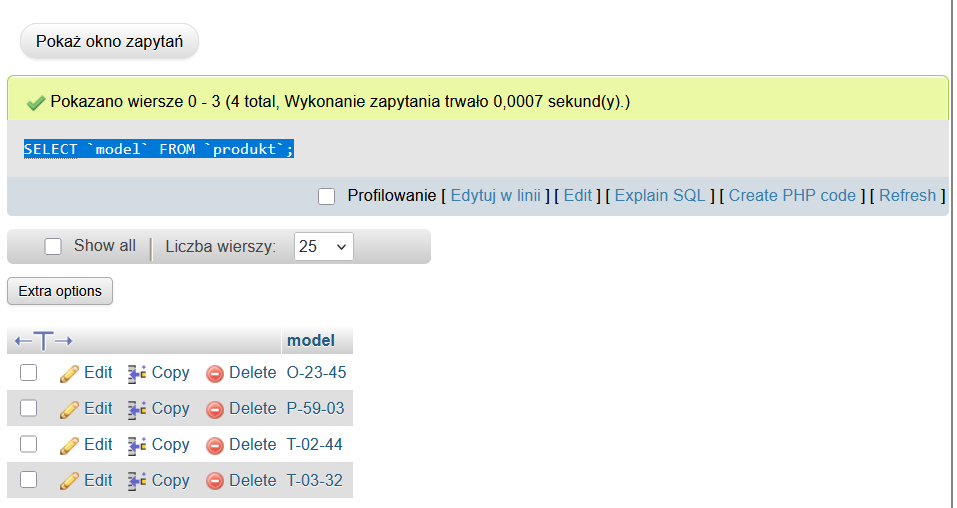 Pokaż okno zapytań
Pokazano wiersze 0 - 3 (4 total, Wykonanie zapytania trwało 0,0007 sekund(y).)
SELECT `model` FROM `produkt`;
Profilowanie [ Edytuj w linii ] [ Edit ] [ Explain SQL ] [ Create PHP code ] [ Refresh ]
Show all | Liczba wierszy: 25
Extra options
←T→ model
Edit Copy Delete O-23-45
Edit Copy Delete P-59-03
Edit Copy Delete T-02-44
Edit Copy Delete T-03-32